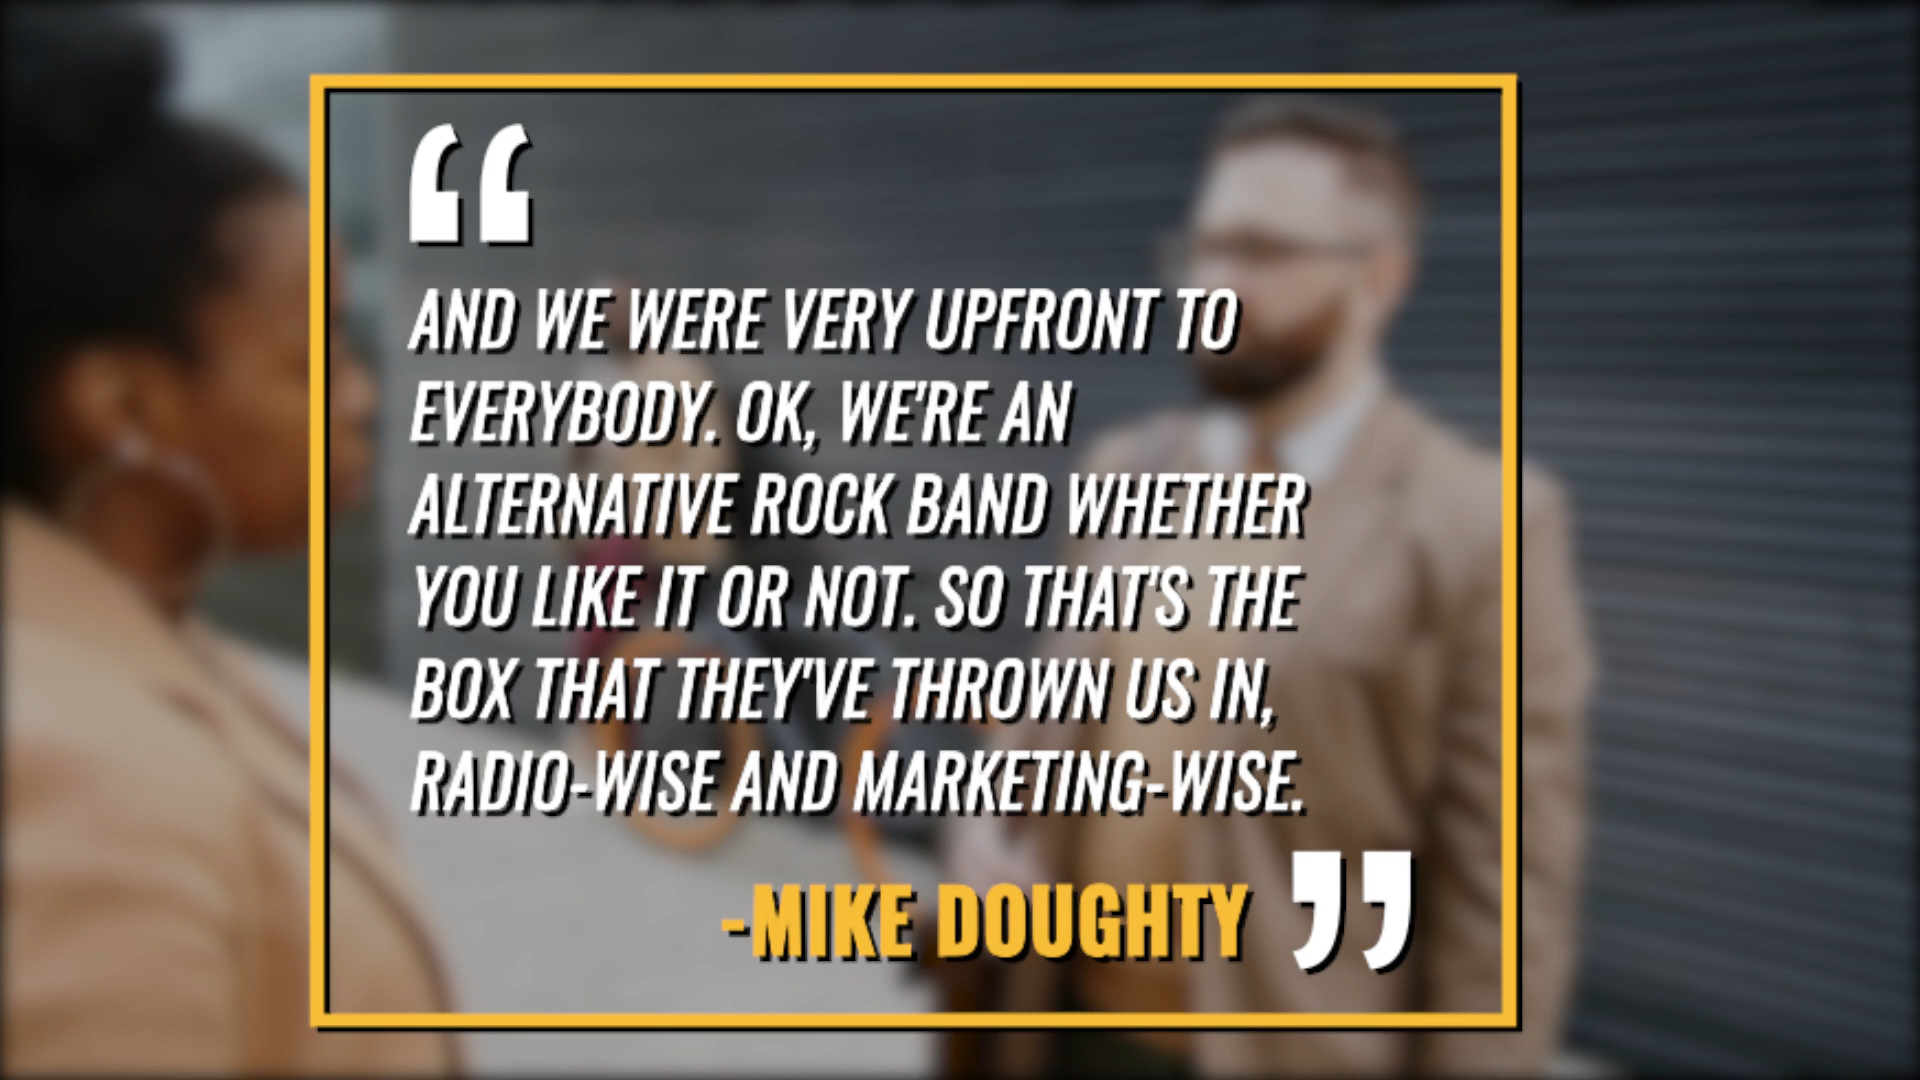 “
AND WE WERE VERY UPFRONT TO
EVERYBODY. OK, WE'RE AN
ALTERNATIVE ROCK BAND WHETHER
YOU LIKE IT OR NOT. SO THAT'S THE
BOX THAT THEY'VE THROWN US IN,
RADIO-WISE AND MARKETING-WISE.
-MIKE DOUGHTY ”